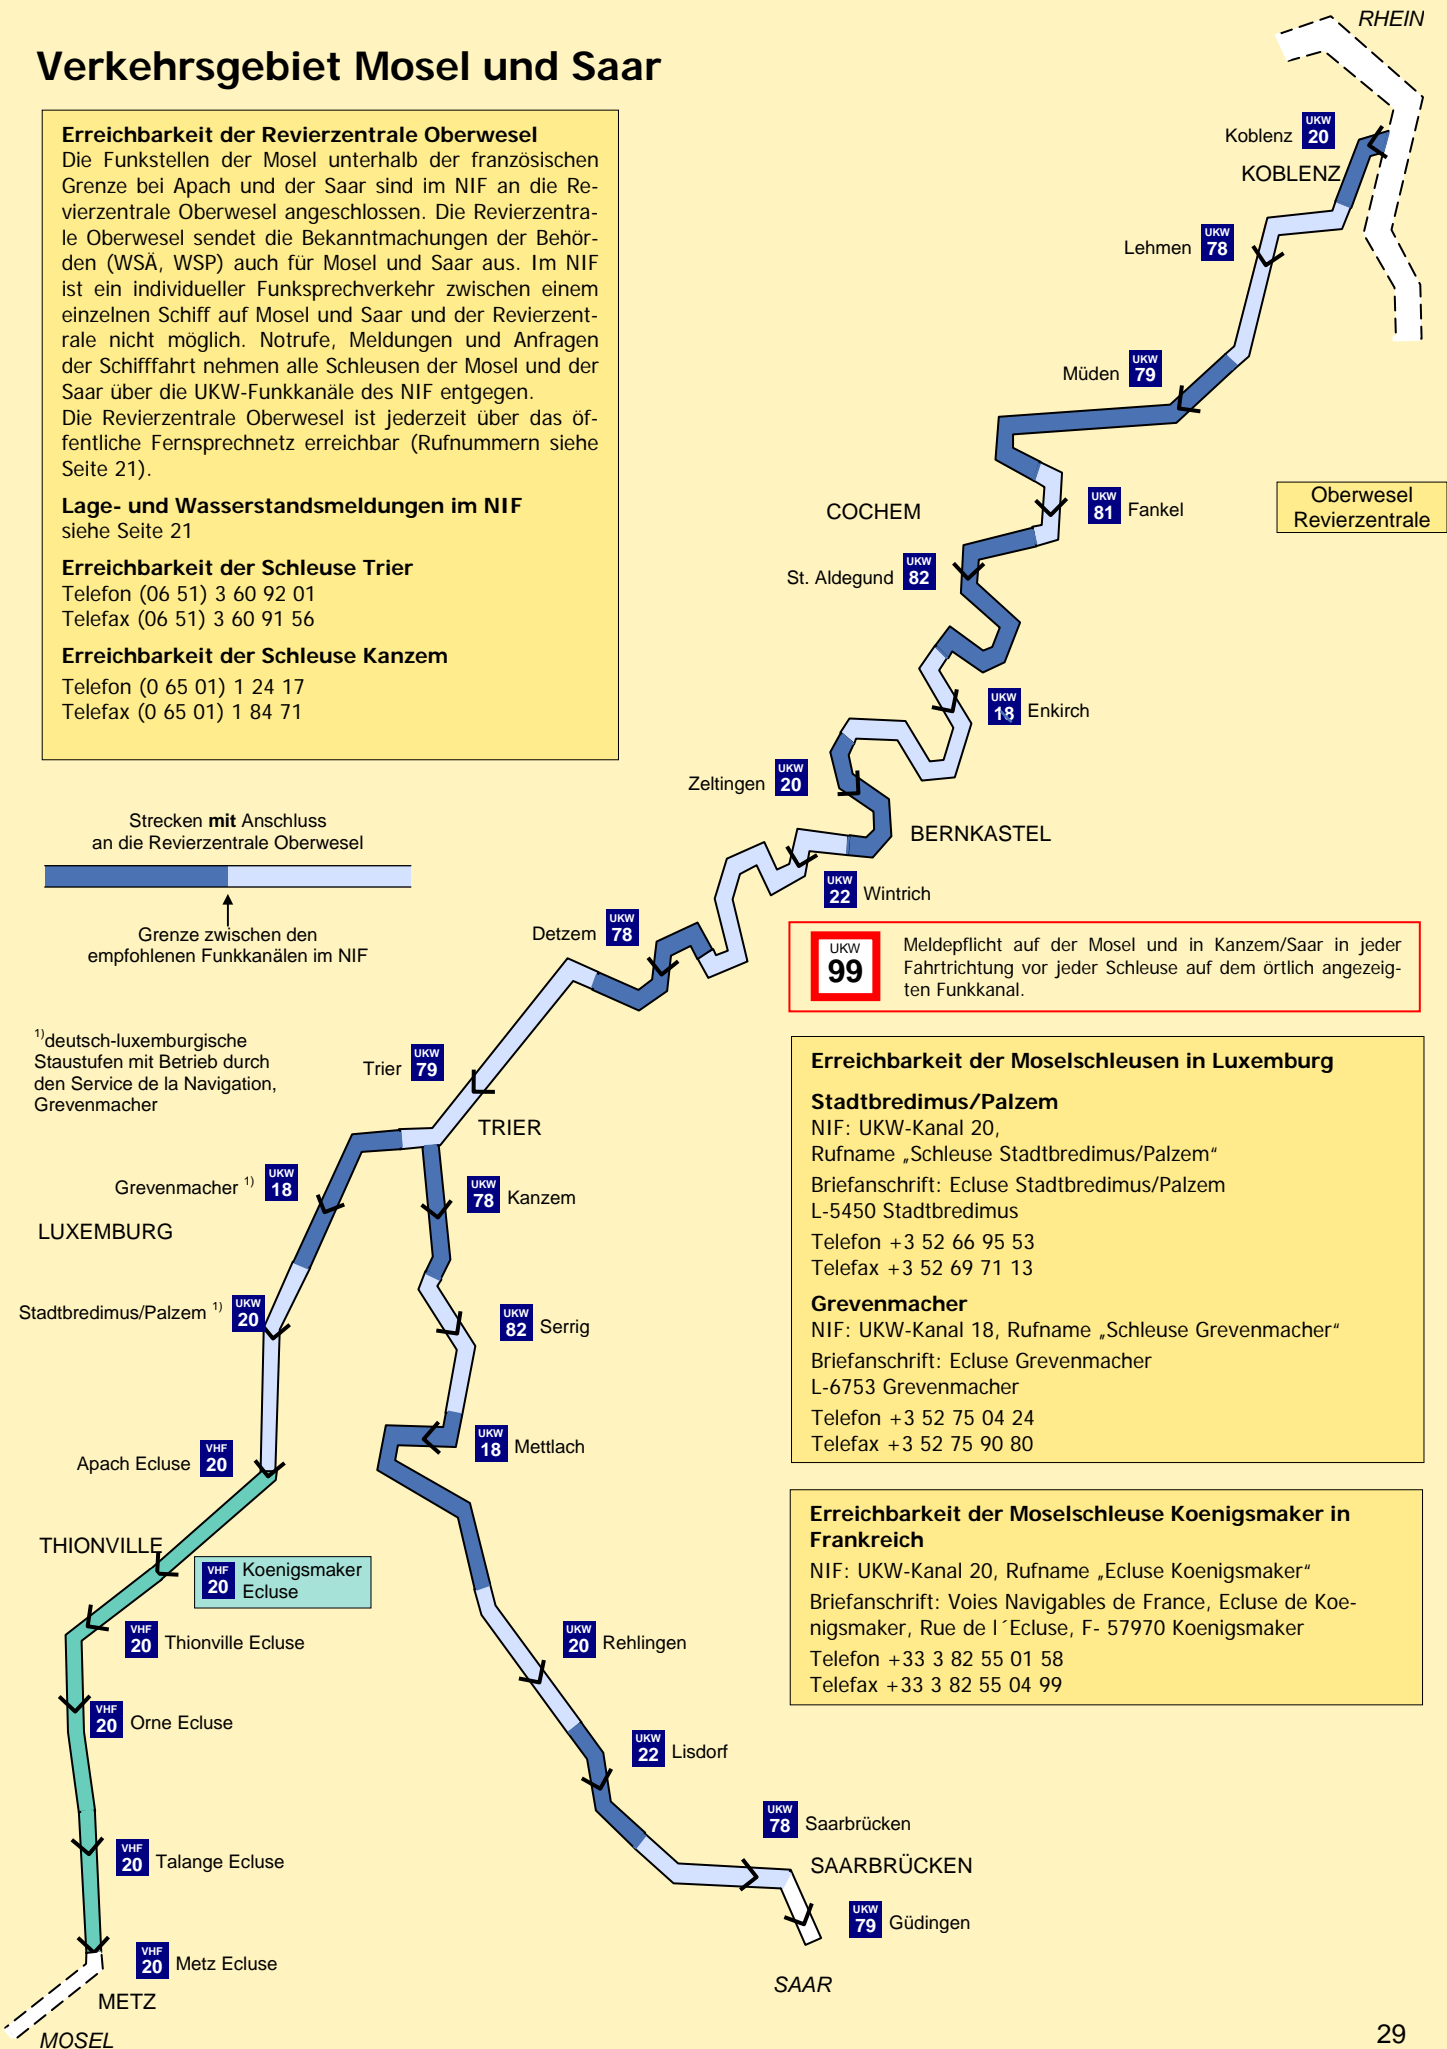 RHEIN
Verkehrsgebiet Mosel und Saar
Erreichbarkeit der Revierzentrale Oberwesel
Die Funkstellen der Mosel unterhalb der französischen
Grenze bei Apach und der Saar sind im NIF an die Re-
vierzentrale Oberwesel angeschlossen. Die Revierzentra-
le Oberwesel sendet die Bekanntmachungen der Behör-
den (WSÄ, WSP) auch für Mosel und Saar aus. Im NIF
ist ein individueller Funksprechverkehr zwischen einem
einzelnen Schiff auf Mosel und Saar und der Revierzent-
rale nicht möglich. Notrufe, Meldungen und Anfragen
der Schifffahrt nehmen alle Schleusen der Mosel und der
Saar über die UKW-Funkkanäle des NIF entgegen.
Die Revierzentrale Oberwesel ist jederzeit über das öf-
fentliche Fernsprechnetz erreichbar (Rufnummern siehe
Seite 21).
Lage- und Wasserstandsmeldungen im NIF
siehe Seite 21
Erreichbarkeit der Schleuse Trier
Telefon (06 51) 3 60 92 01
Telefax (06 51) 3 60 91 56
Erreichbarkeit der Schleuse Kanzem
Telefon (0 65 01) 1 24 17
Telefax (0 65 01) 1 84 71
Koblenz UKW 20
KOBLENZ
Lehmen UKW 78
Müden UKW 79
COCHEM
UKW 81 Fankel
Oberwesel
Revierzentrale
St. Aldegund UKW 82
UKW 18 Enkirch
Zeltingen UKW 20
BERNKASTEL
UKW 22 Wintrich
Strecken mit Anschluss
an die Revierzentrale Oberwesel
Grenze zwischen den
empfohlenen Funkkanälen im NIF
Detzem UKW 78
UKW 99
Meldepflicht auf der Mosel und in Kanzem/Saar in jeder
Fahrtrichtung vor jeder Schleuse auf dem örtlich angezeig-
ten Funkkanal.
1)deutsch-luxemburgische
Staustufen mit Betrieb durch
den Service de la Navigation,
Grevenmacher
Trier UKW 79
TRIER
Grevenmacher 1) UKW 18
UKW 78 Kanzem
LUXEMBURG
Stadtbredimus/Palzem 1) UKW 20
UKW 82 Serrig
UKW 18 Mettlach
Apach Ecluse VHF 20
THIONVILLE
VHF 20 Koenigsmaker
Ecluse
VHF 20 Thionville Ecluse
UKW 20 Rehlingen
VHF 20 Orne Ecluse
UKW 22 Lisdorf
UKW 78 Saarbrücken
VHF 20 Talange Ecluse
SAARBRÜCKEN
UKW 79 Güdingen
VHF 20 Metz Ecluse
SAAR
METZ
MOSEL
Erreichbarkeit der Moselschleusen in Luxemburg
Stadtbredimus/Palzem
NIF: UKW-Kanal 20,
Rufname „Schleuse Stadtbredimus/Palzem“
Briefanschrift: Ecluse Stadtbredimus/Palzem
L-5450 Stadtbredimus
Telefon +3 52 66 95 53
Telefax +3 52 69 71 13
Grevenmacher
NIF: UKW-Kanal 18, Rufname „Schleuse Grevenmacher“
Briefanschrift: Ecluse Grevenmacher
L-6753 Grevenmacher
Telefon +3 52 75 04 24
Telefax +3 52 75 90 80
Erreichbarkeit der Moselschleuse Koenigsmaker in
Frankreich
NIF: UKW-Kanal 20, Rufname „Ecluse Koenigsmaker“
Briefanschrift: Voies Navigables de France, Ecluse de Koe-
nigsmaker, Rue de l´Ecluse, F- 57970 Koenigsmaker
Telefon +33 3 82 55 01 58
Telefax +33 3 82 55 04 99
29